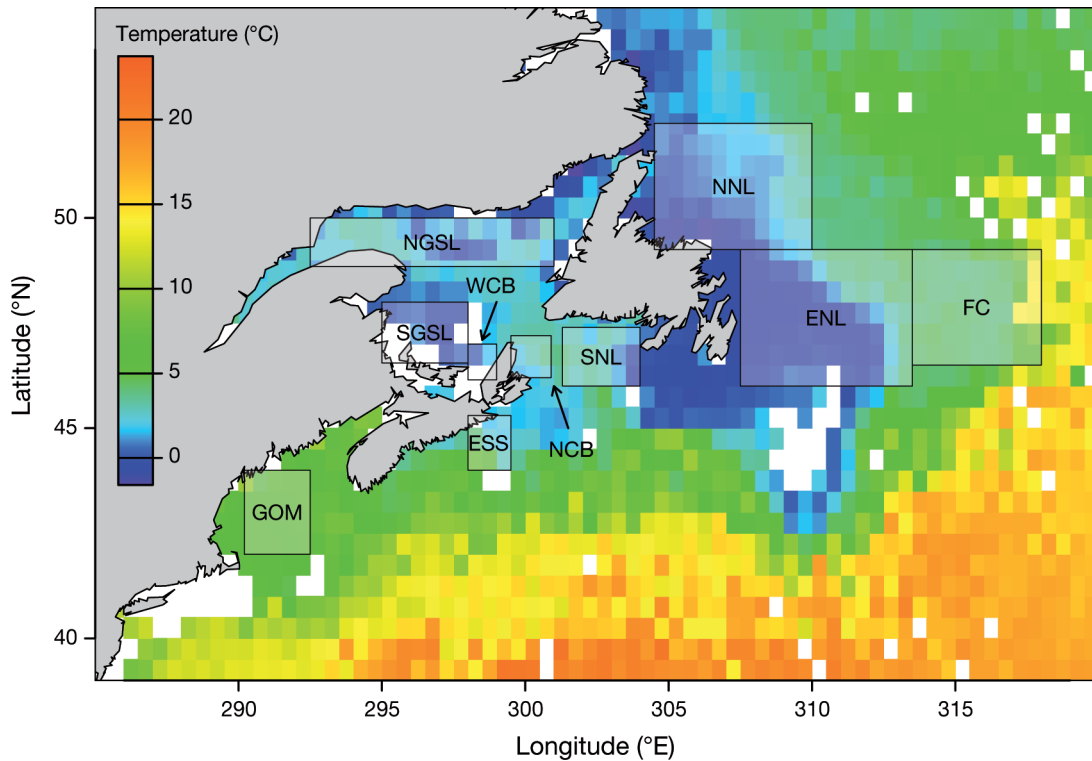 Temperature (°C)
20
15
10
5
0
50
45
40
Latitude (°N)
NNL
NGSL
WCB
SGSL
ENL
FC
SNL
ESS
NCB
GOM
290
295
300
305
310
315
Longitude (°E)